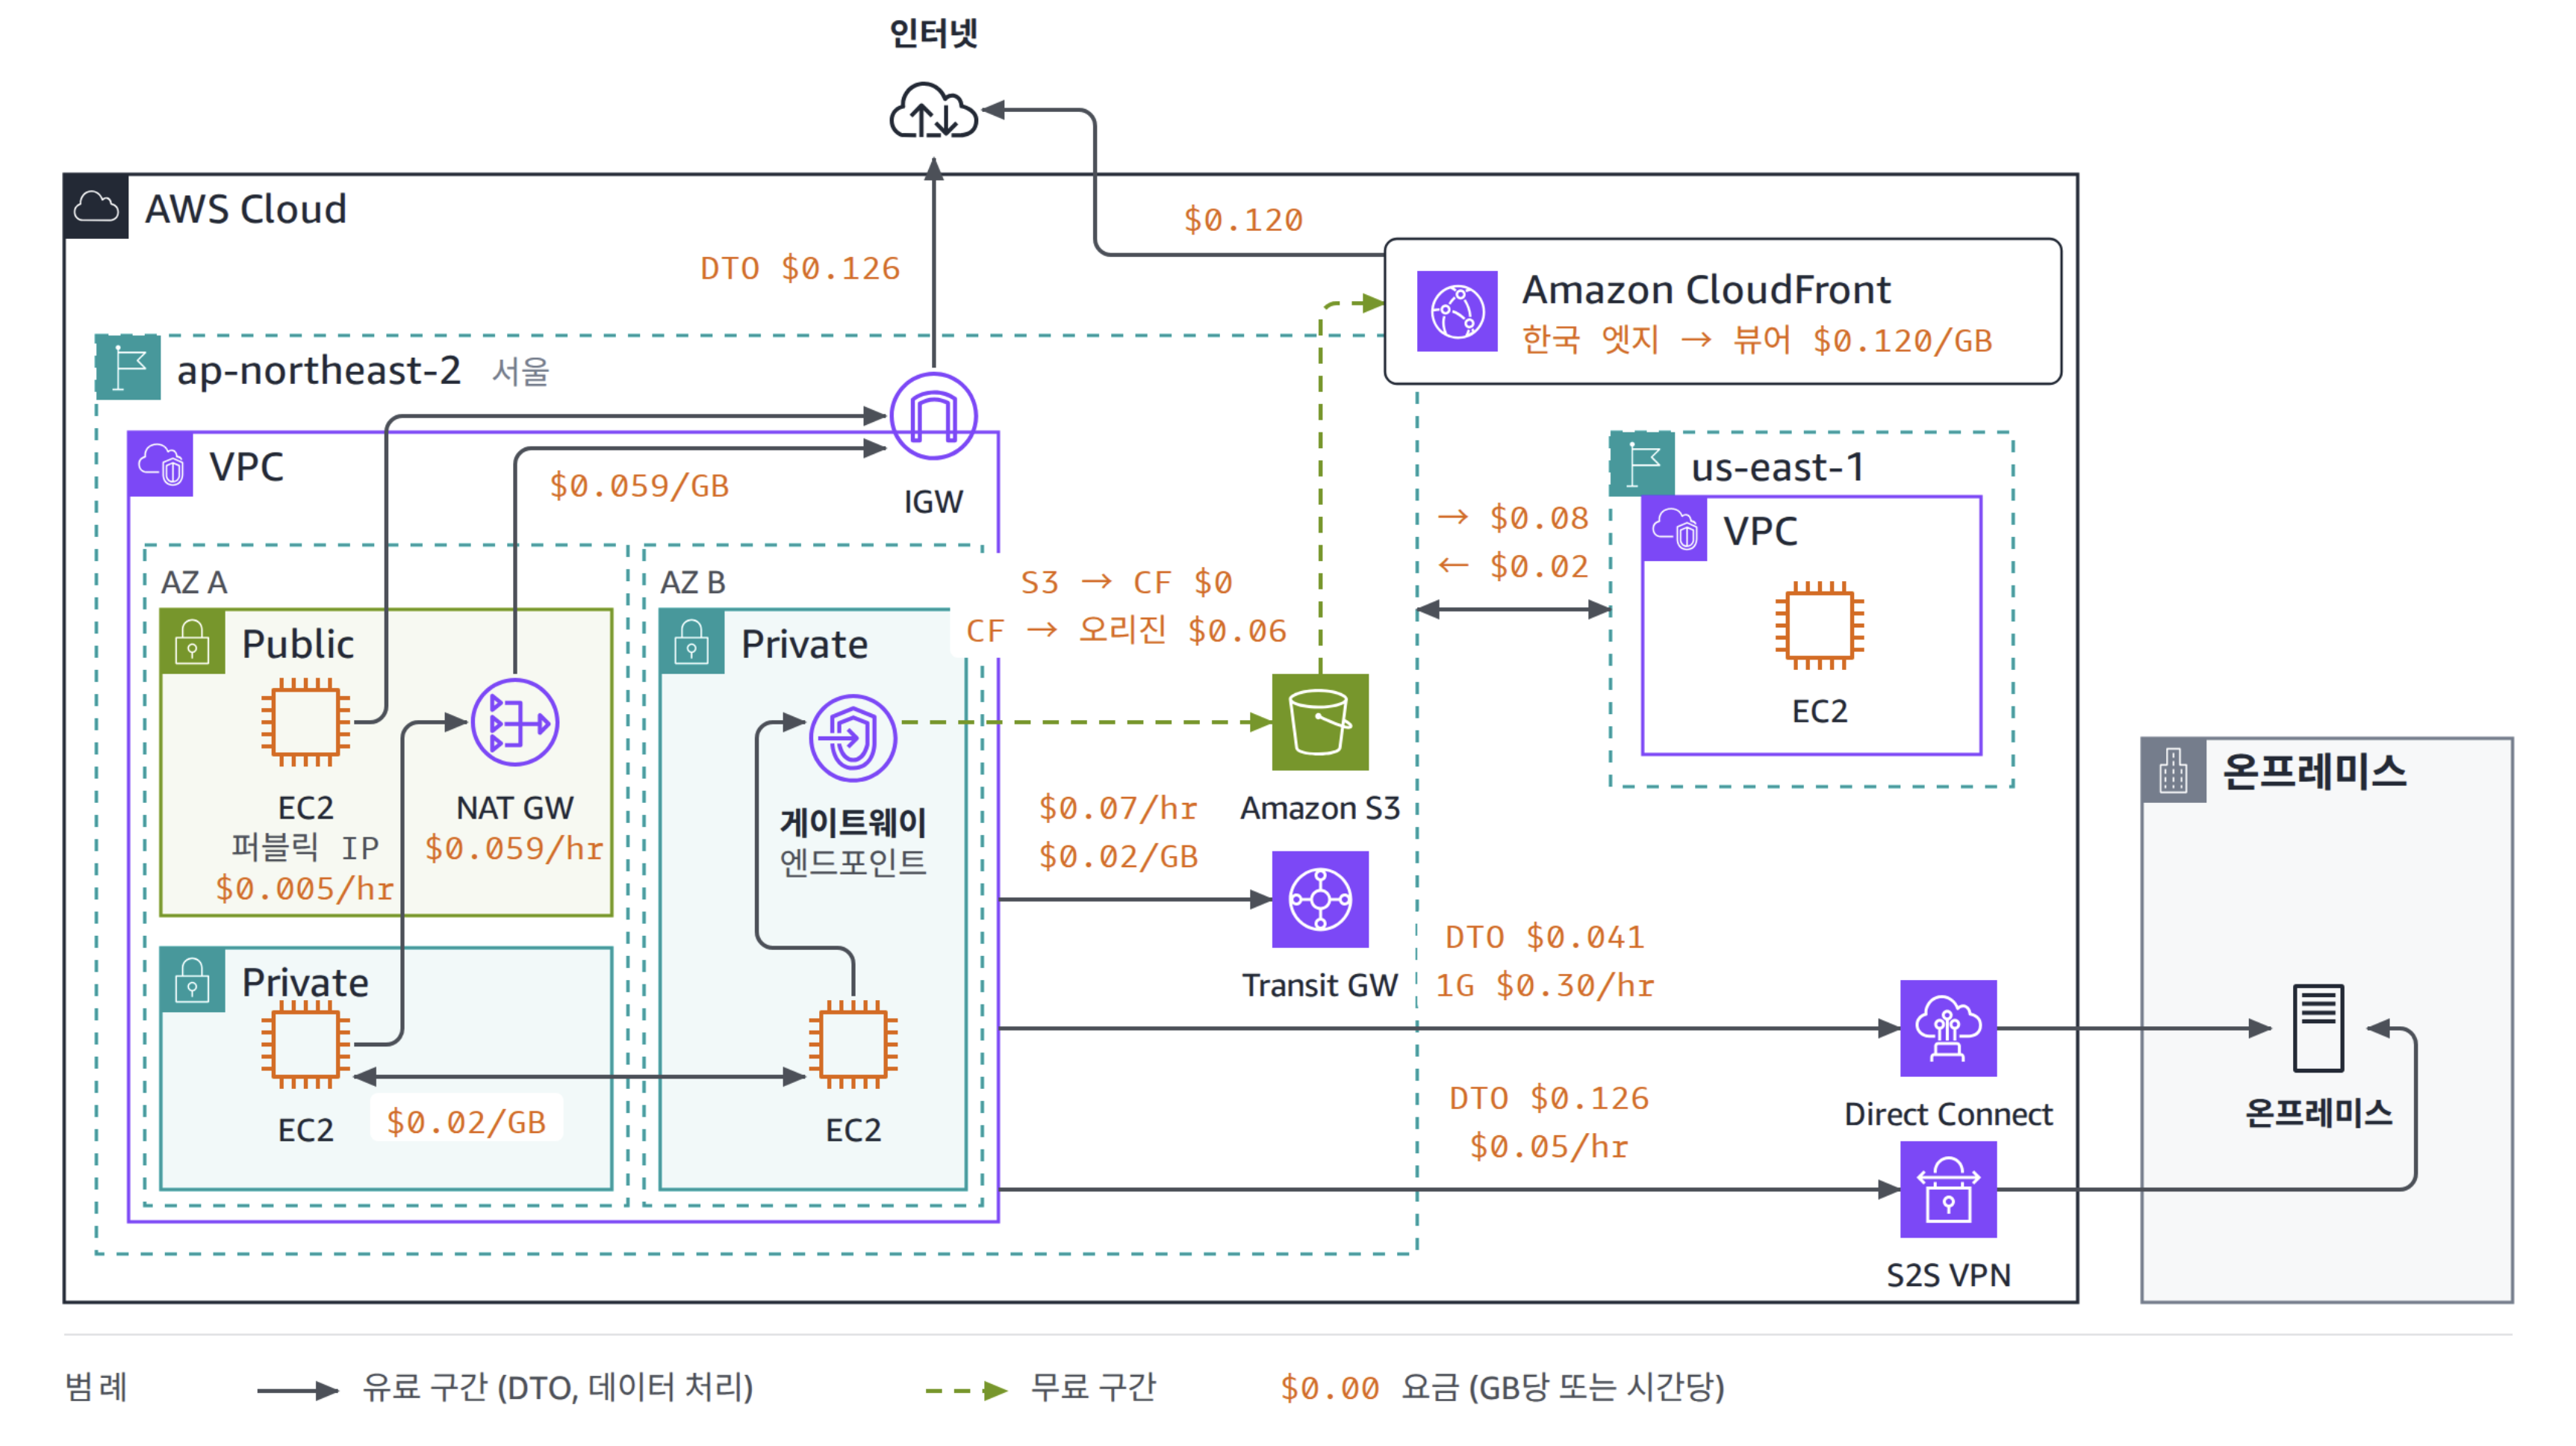 인터넷
AWS Cloud
$0.120
DTO $0.126
Amazon CloudFront
한국 엣지 → 뷰어 $0.120/GB
ap-northeast-2 서울
VPC
$0.059/GB
IGW
us-east-1
VPC
→ $0.08
← $0.02
EC2
AZ A
AZ B
S3 → CF $0
CF → 오리진 $0.06
Public
Private
EC2
퍼블릭 IP
$0.005/hr
NAT GW
$0.059/hr
게이트웨이
엔드포인트
$0.07/hr
$0.02/GB
Amazon S3
Transit GW
온프레미스
Private
EC2
$0.02/GB
EC2
DTO $0.041
1G $0.30/hr
Direct Connect
온프레미스
DTO $0.126
$0.05/hr
S2S VPN
범례
유료 구간 (DTO, 데이터 처리)
무료 구간
$0.00 요금 (GB당 또는 시간당)